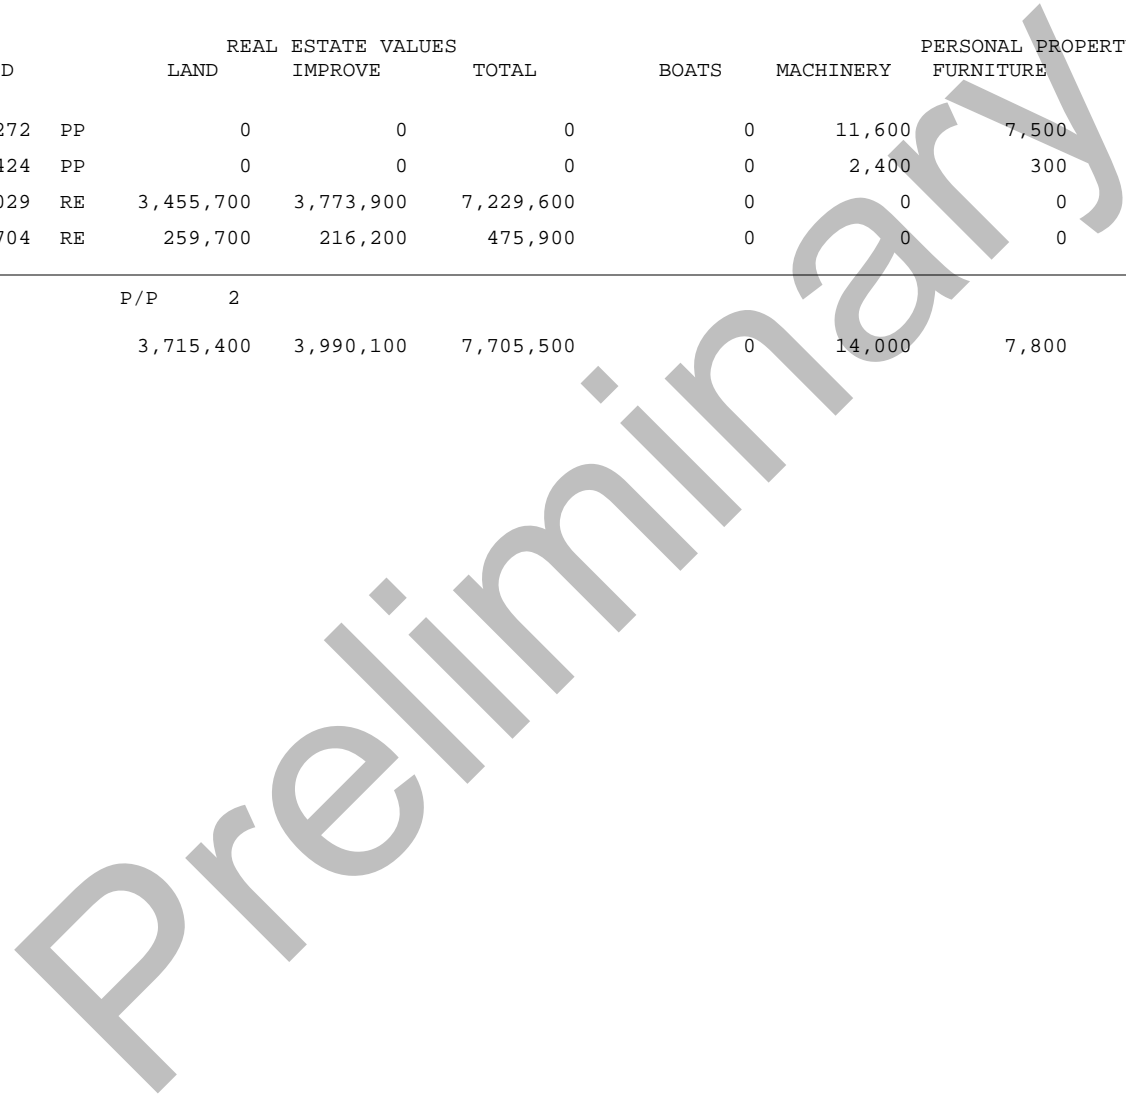 REAL ESTATE VALUES PERSONAL PROPERT
D LAND IMPROVE TOTAL BOATS MACHINERY FURNITURE
272 PP 0 0 0 0 11,600 7,500
424 PP 0 0 0 0 2,400 300
029 RE 3,455,700 3,773,900 7,229,600 0 0 0
704 RE 259,700 216,200 475,900 0 0 0
P/P 2
3,715,400 3,990,100 7,705,500 0 14,000 7,800
Preliminary